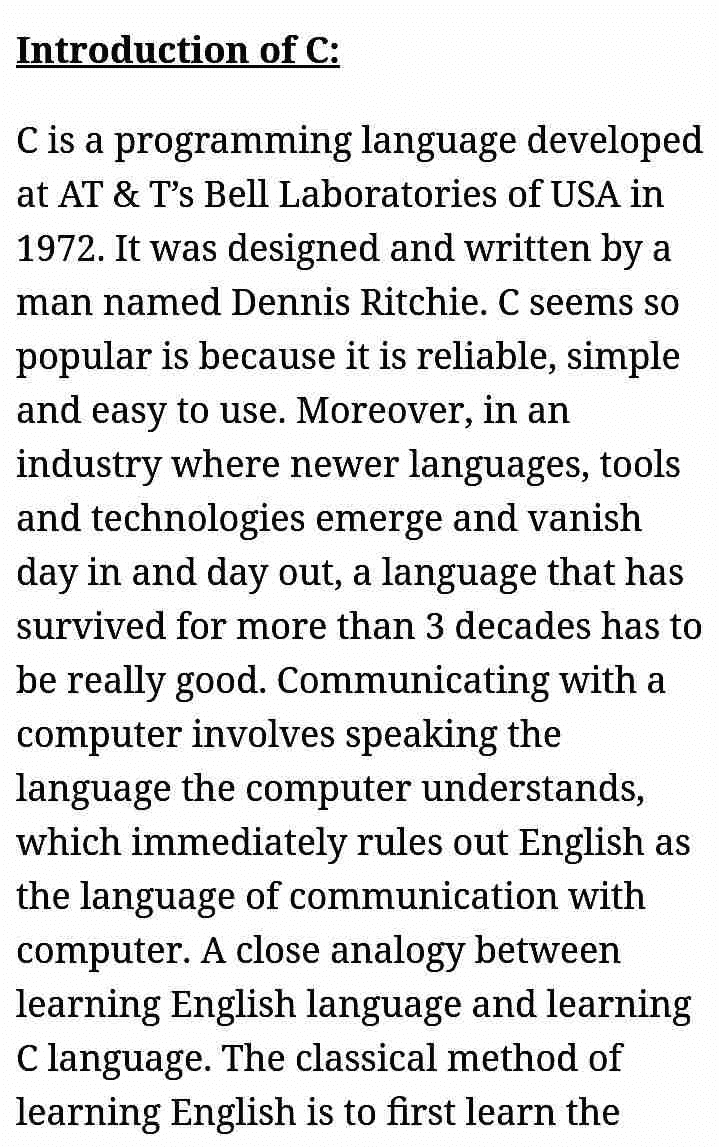 Introduction of C:
C is a programming language developed
at AT & T’s Bell Laboratories of USA in
1972. It was designed and written by a
man named Dennis Ritchie. C seems so
popular is because it is reliable, simple
and easy to use. Moreover, in an
industry where newer languages, tools
and technologies emerge and vanish
day in and day out, a language that has
survived for more than 3 decades has to
be really good. Communicating with a
computer involves speaking the
language the computer understands,
which immediately rules out English as
the language of communication with
computer. A close analogy between
learning English language and learning
C language. The classical method of
learning English is to first learn the